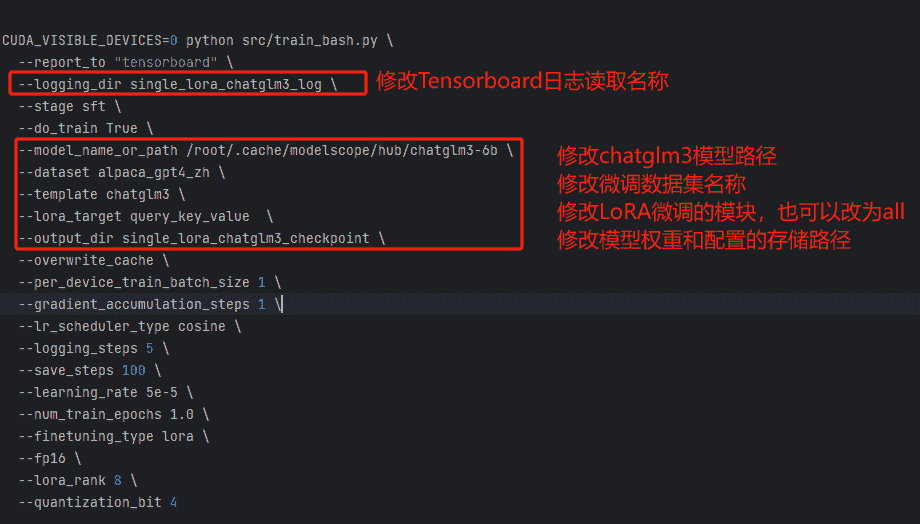 CUDA_VISIBLE_DEVICES=0 python src/train_bash.py \
--report_to "tensorboard" \
--logging_dir single_lora_chatglm3_log \ 修改Tensorboard日志读取名称
--stage sft \
--do_train True \
--model_name_or_path /root/.cache/modelscope/hub/chatglm3-6b \ 修改chatglm3模型路径
--dataset alpaca_gpt4_zh \ 修改微调数据集名称
--template chatglm3 \
--lora_target query_key_value \ 修改LoRA微调的模块，也可以改为all
--output_dir single_lora_chatglm3_checkpoint \ 修改模型权重和配置的存储路径
--overwrite_cache \
--per_device_train_batch_size 1 \
--gradient_accumulation_steps 1 \
--lr_scheduler_type cosine \
--logging_steps 5 \
--save_steps 100 \
--learning_rate 5e-5 \
--num_train_epochs 1.0 \
--finetuning_type lora \
--fp16 \
--lora_rank 8 \
--quantization_bit 4